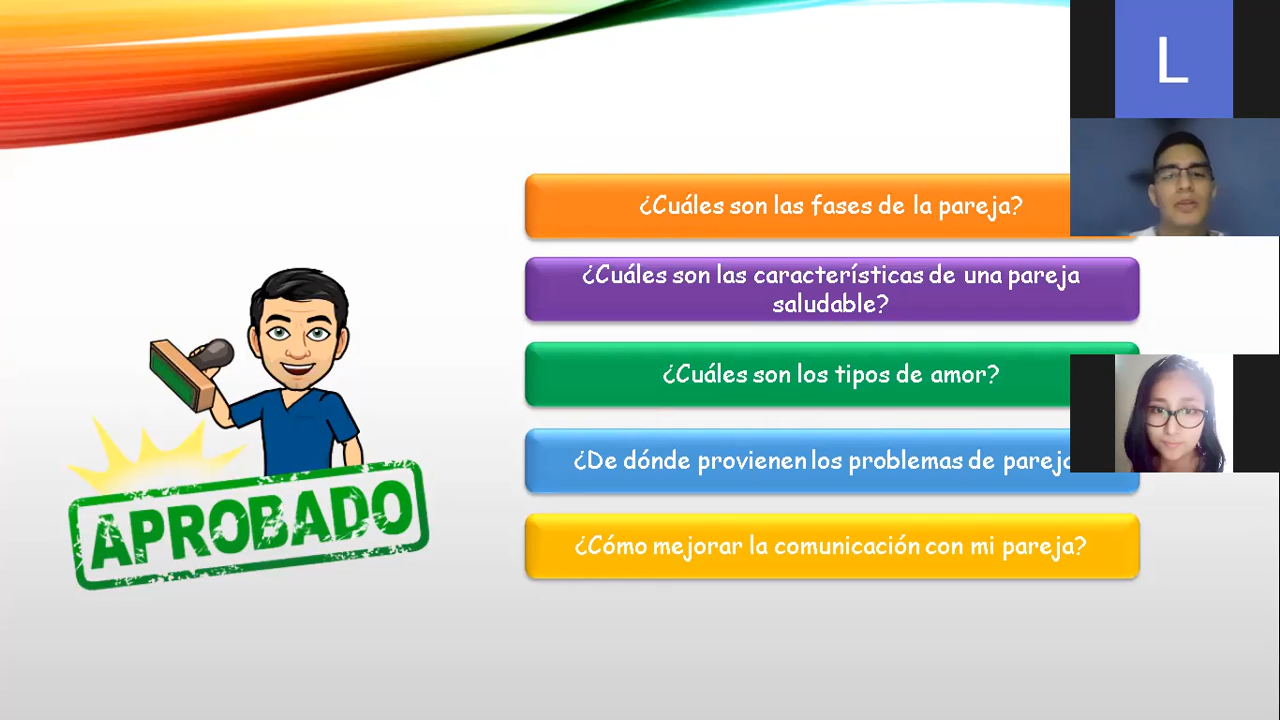 L
¿Cuáles son las fases de la pareja?
¿Cuáles son las características de una pareja
saludable?
¿Cuáles son los tipos de amor?
¿De dónde provienen los problemas de pareja
¿Cómo mejorar la comunicación con mi pareja?
APROBADO